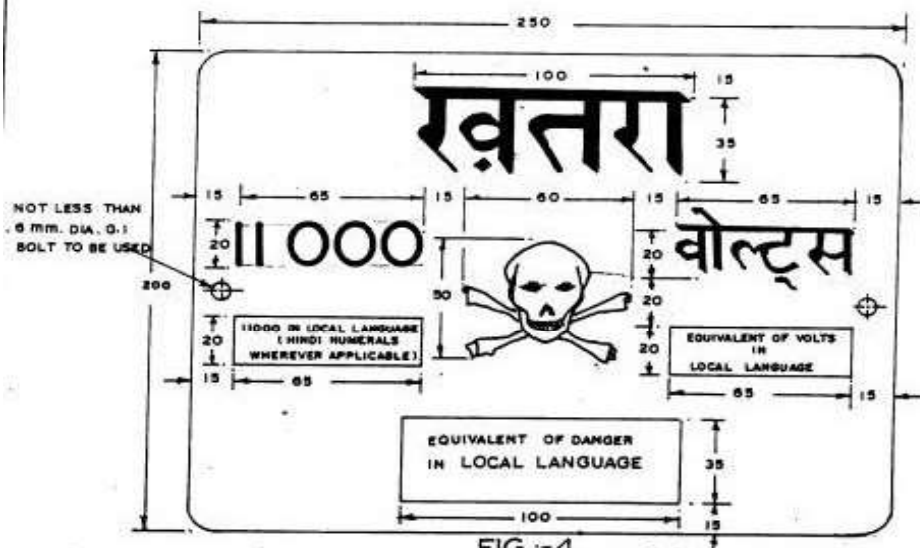 250
100
15
ख़तरा
35
15 65 15 60 15 65 15
NOT LESS THAN
6 mm. DIA. G.I
BOLT TO BE USED
20
11 000
20
वोल्ट्स
200
50
20
20
11000 IN LOCAL LANGUAGE
(HINDI NUMERALS
WHEREVER APPLICABLE)
20
EQUIVALENT OF VOLTS
IN
LOCAL LANGUAGE
15 65
65 15
EQUIVALENT OF DANGER
IN LOCAL LANGUAGE
35
100
15
FIG :-4